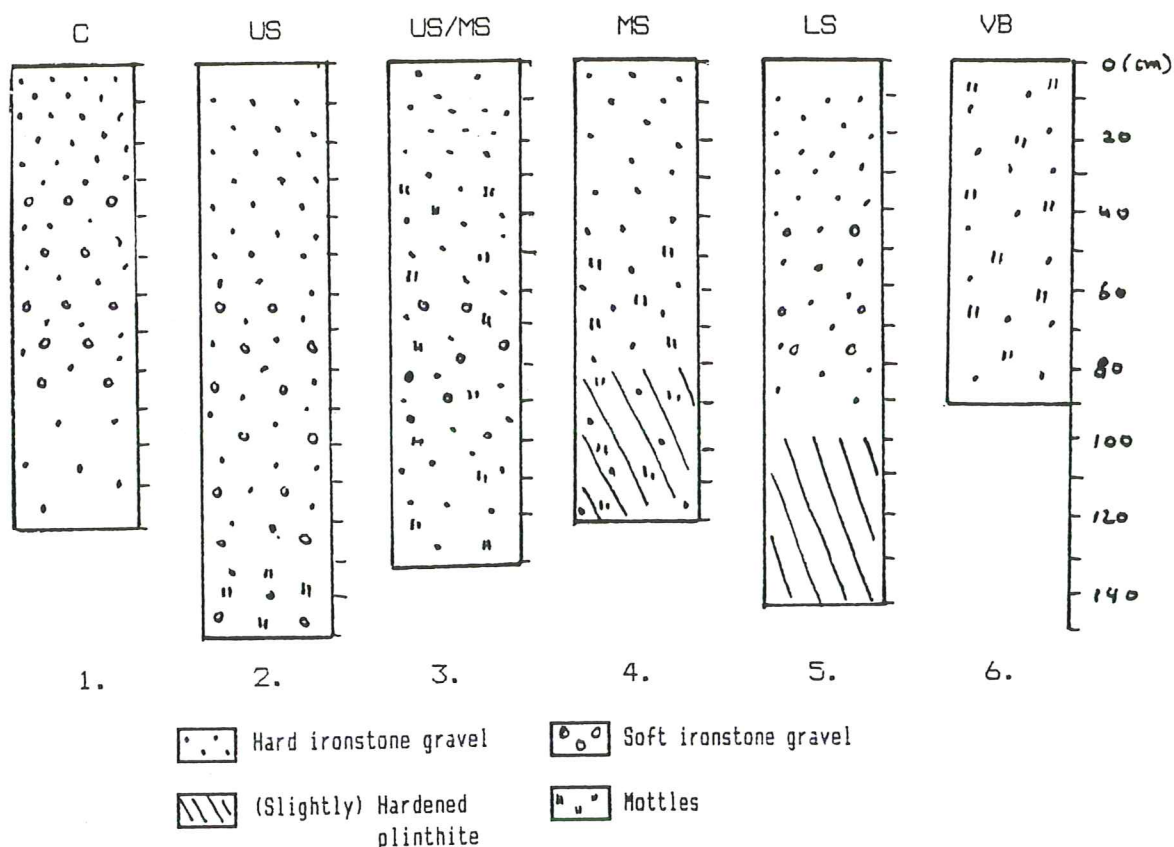 C US US/MS MS LS VB
0 (cm)
20
40
60
80
100
120
140
1. 2. 3. 4. 5. 6.
Hard ironstone gravel Soft ironstone gravel
(Slightly) Hardened Mottles
plinthite